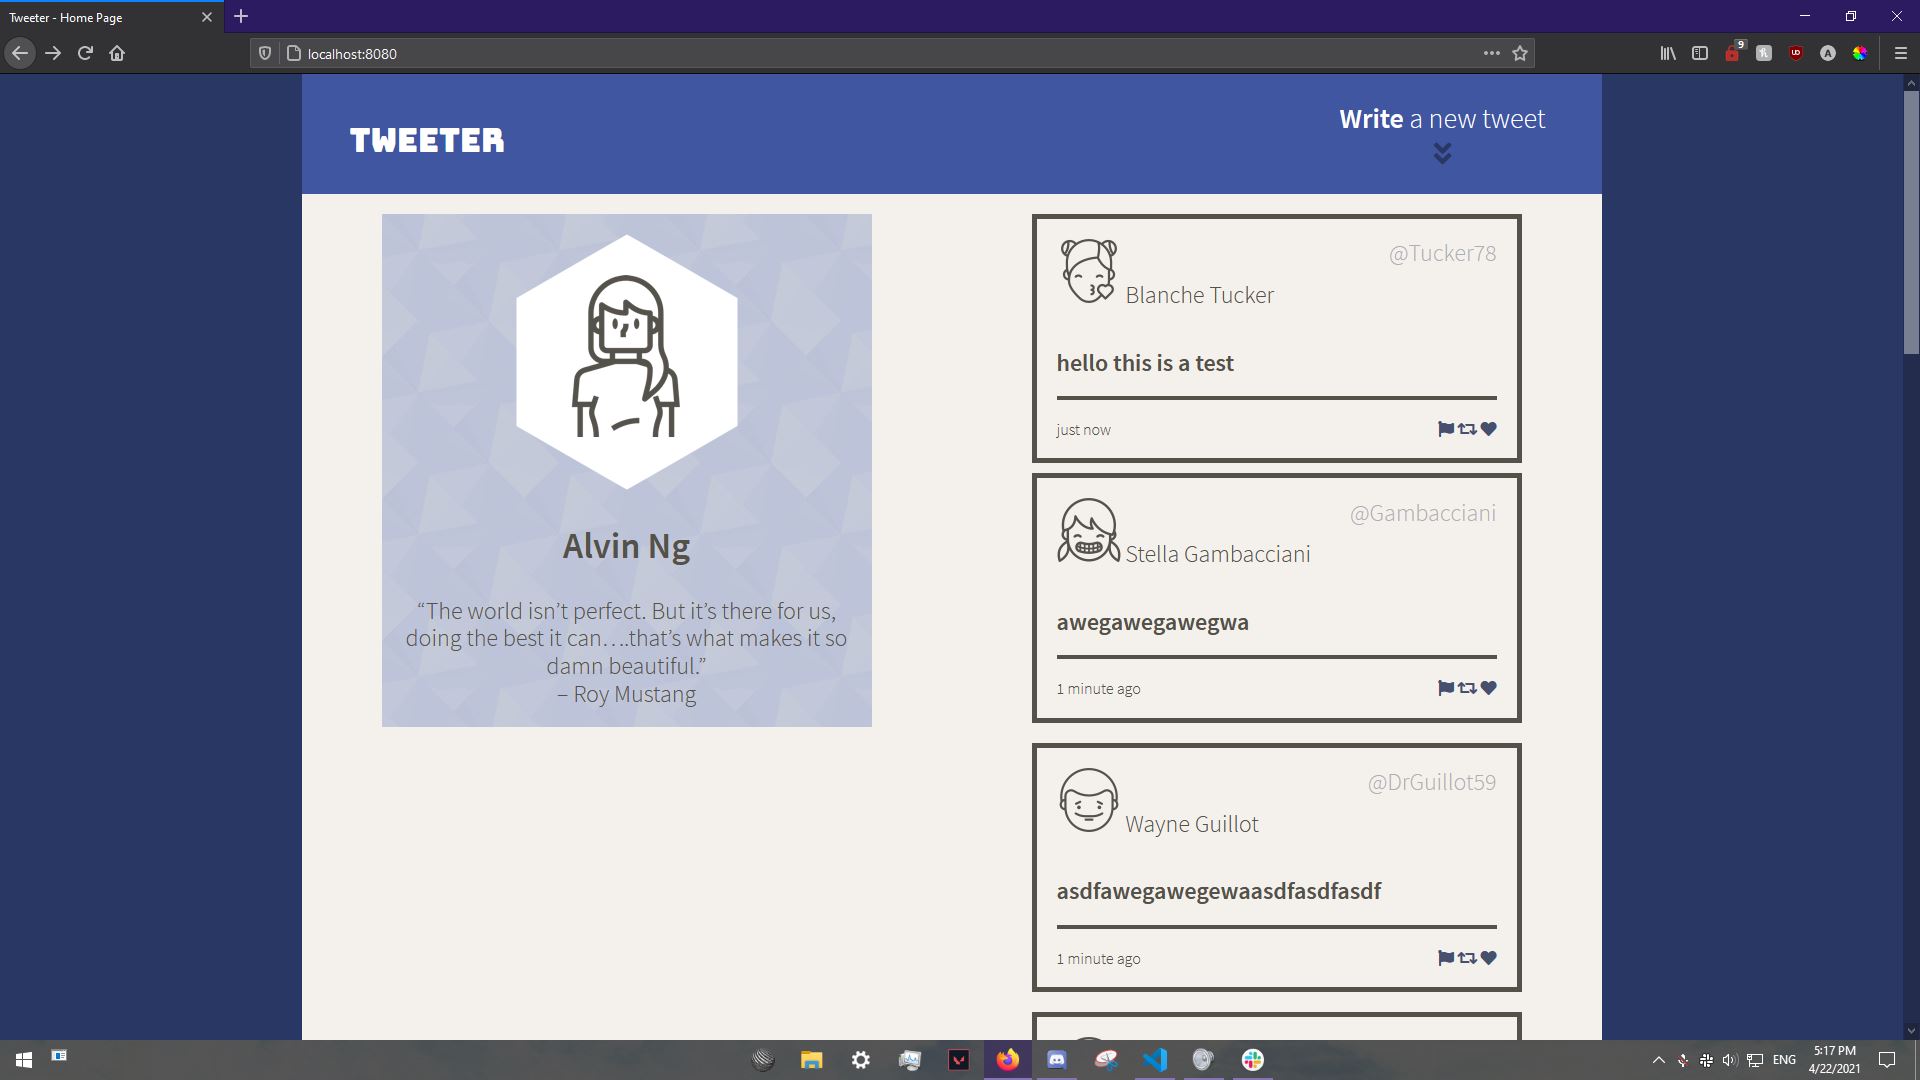 Tweeter - Home Page
localhost:8080
9
TWEETER
Write a new tweet
Alvin Ng
“The world isn’t perfect. But it’s there for us,
doing the best it can….that’s what makes it so
damn beautiful.”
– Roy Mustang
@Tucker78
Blanche Tucker
hello this is a test
just now
@Gambacciani
Stella Gambacciani
awegawegawegwa
1 minute ago
@DrGuillot59
Wayne Guillot
asdfawegawegewaasdfasdfasdf
1 minute ago
ENG
5:17 PM
4/22/2021